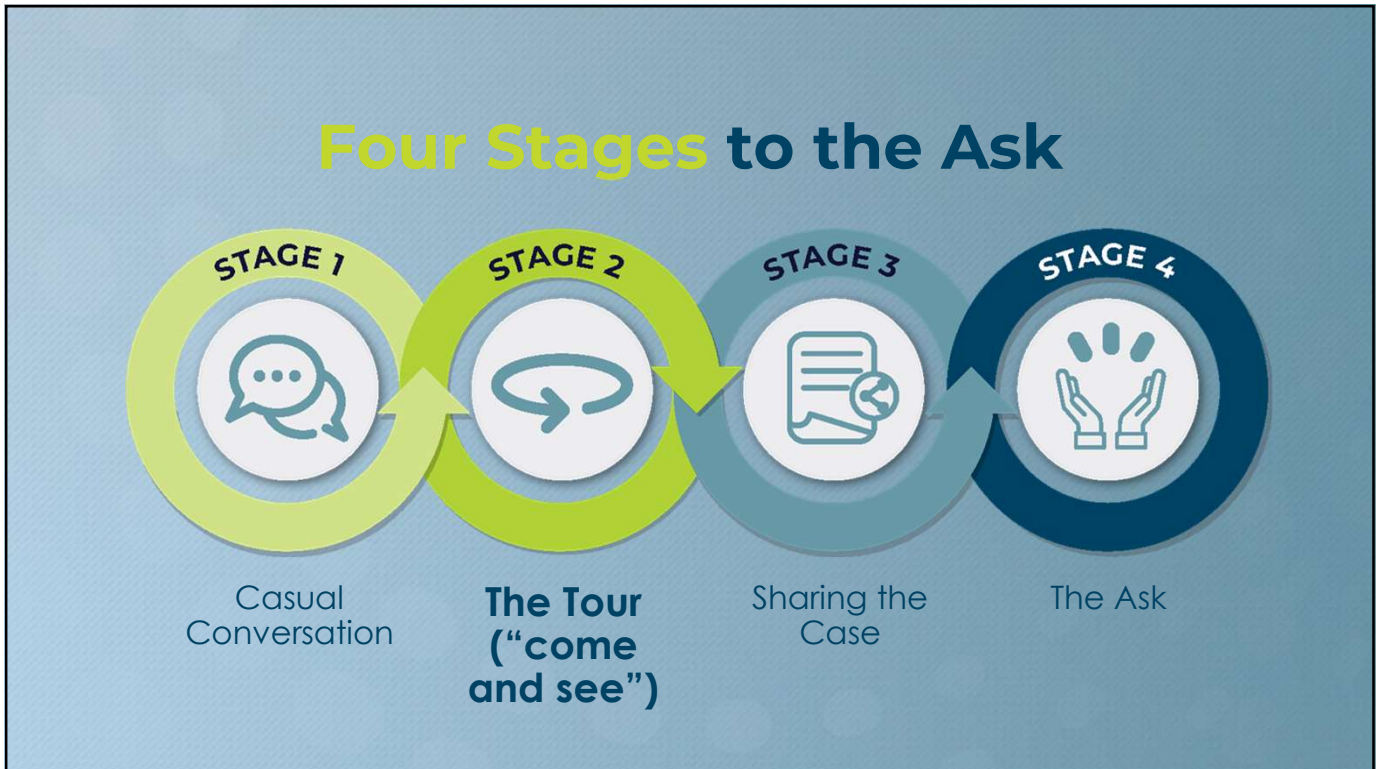 Four Stages to the Ask
STAGE 1
STAGE 2
STAGE 3
STAGE 4
Casual
Conversation
The Tour
(“come
and see”)
Sharing the
Case
The Ask